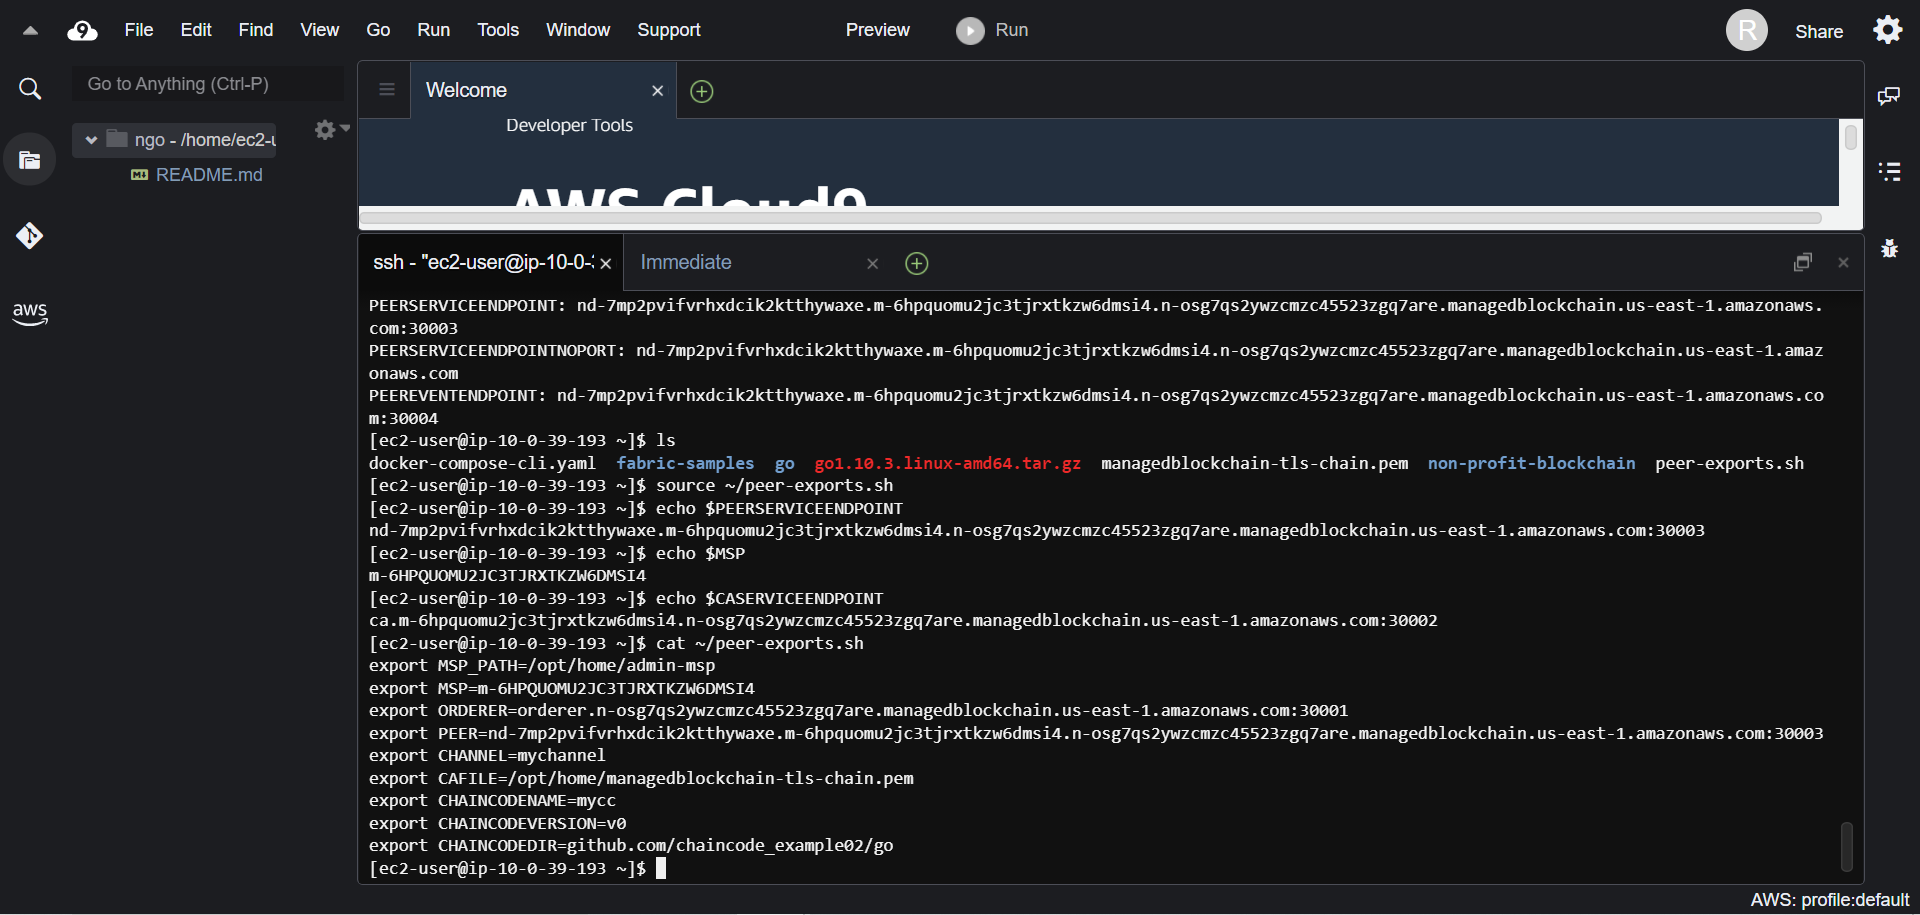 File Edit Find View Go Run Tools Window Support Preview Run R Share
Go to Anything (Ctrl-P)
Welcome
ngo - /home/ec2-u
README.md
aws
Developer Tools
AWS Cloud9
ssh - "ec2-user@ip-10-0-3 Immediate
PEERSERVICEENDPOINT: nd-7mp2pvifvrhxdcik2ktthywaxe.m-6hpquomu2jc3tjrxtkzw6dmsi4.n-osg7qs2ywzcmzc45523zgq7are.managedblockchain.us-east-1.amazonaws.
com:30003
PEERSERVICEENDPOINTNOPORT: nd-7mp2pvifvrhxdcik2ktthywaxe.m-6hpquomu2jc3tjrxtkzw6dmsi4.n-osg7qs2ywzcmzc45523zgq7are.managedblockchain.us-east-1.amaz
onaws.com
PEEREVENTENDPOINT: nd-7mp2pvifvrhxdcik2ktthywaxe.m-6hpquomu2jc3tjrxtkzw6dmsi4.n-osg7qs2ywzcmzc45523zgq7are.managedblockchain.us-east-1.amazonaws.co
m:30004
[ec2-user@ip-10-0-39-193 ~]$ ls
docker-compose-cli.yaml fabric-samples go go1.10.3.linux-amd64.tar.gz managedblockchain-tls-chain.pem non-profit-blockchain peer-exports.sh
[ec2-user@ip-10-0-39-193 ~]$ source ~/peer-exports.sh
[ec2-user@ip-10-0-39-193 ~]$ echo $PEERSERVICEENDPOINT
nd-7mp2pvifvrhxdcik2ktthywaxe.m-6hpquomu2jc3tjrxtkzw6dmsi4.n-osg7qs2ywzcmzc45523zgq7are.managedblockchain.us-east-1.amazonaws.com:30003
[ec2-user@ip-10-0-39-193 ~]$ echo $MSP
m-6HPQUOMU2JC3TJRXTKZW6DMSI4
[ec2-user@ip-10-0-39-193 ~]$ echo $CASERVICEENDPOINT
ca.m-6hpquomu2jc3tjrxtkzw6dmsi4.n-osg7qs2ywzcmzc45523zgq7are.managedblockchain.us-east-1.amazonaws.com:30002
[ec2-user@ip-10-0-39-193 ~]$ cat ~/peer-exports.sh
export MSP_PATH=/opt/home/admin-msp
export MSP=m-6HPQUOMU2JC3TJRXTKZW6DMSI4
export ORDERER=orderer.n-osg7qs2ywzcmzc45523zgq7are.managedblockchain.us-east-1.amazonaws.com:30001
export PEER=nd-7mp2pvifvrhxdcik2ktthywaxe.m-6hpquomu2jc3tjrxtkzw6dmsi4.n-osg7qs2ywzcmzc45523zgq7are.managedblockchain.us-east-1.amazonaws.com:30003
export CHANNEL=mychannel
export CAFILE=/opt/home/managedblockchain-tls-chain.pem
export CHAINCODENAME=mycc
export CHAINCODEVERSION=v0
export CHAINCODEDIR=github.com/chaincode_example02/go
[ec2-user@ip-10-0-39-193 ~]$
AWS: profile:default